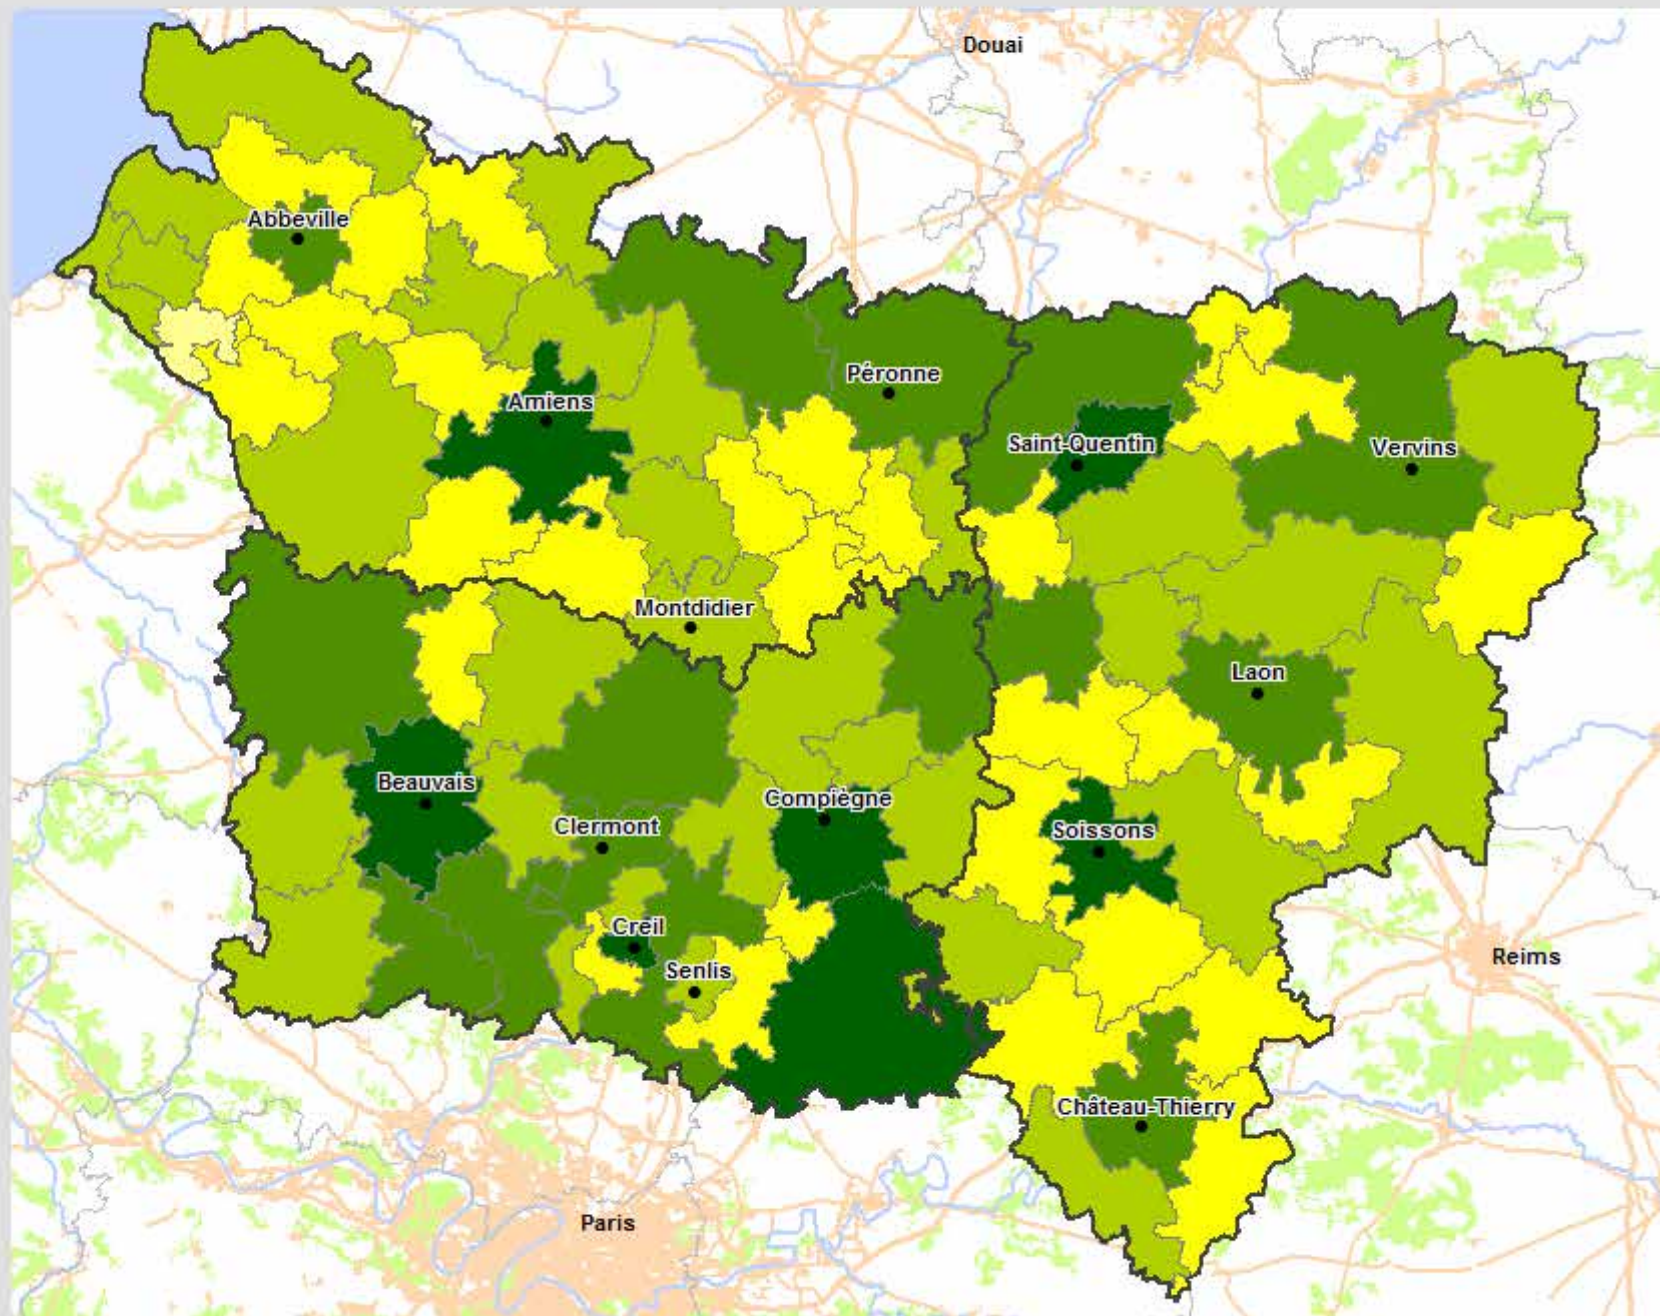 Douai
Abbeville
Péronne
Amiens
Saint-Quentin
Vervins
Montdidier
Laon
Beauvais
Compiègne
Clermont
Soissons
Creil
Senlis
Reims
Château-Thierry
Paris